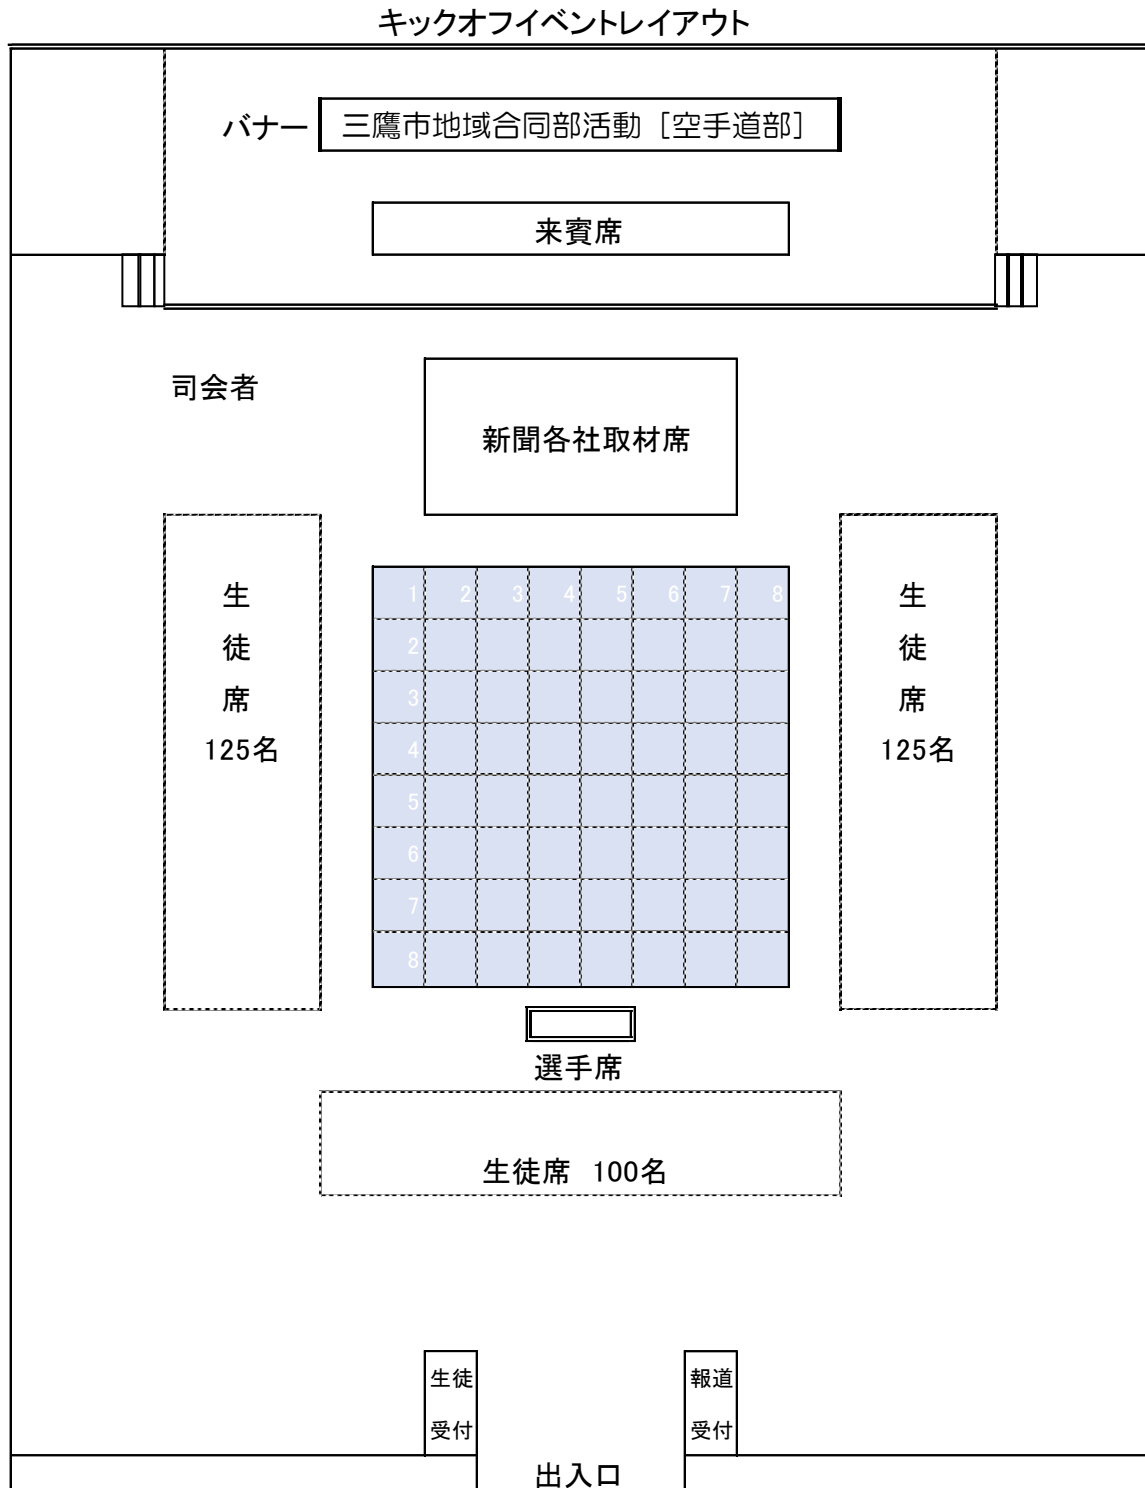 キックオフイベントレイアウト
バナー
三鷹市地域合同部活動［空手道部］
来賓席
司会者
新聞各社取材席
生
徒
席
125名
1 2 3 4 5 6 7 8
2
3
4
5
6
7
8
生
徒
席
125名
選手席
生徒席 100名
生徒
受付
報道
受付
出入口